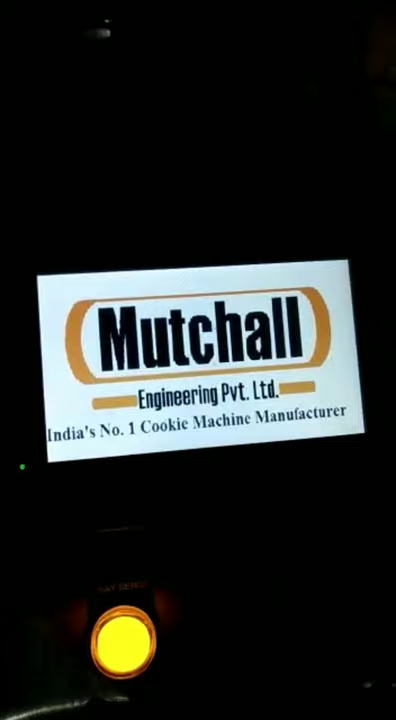 Mutchall
Engineering Pvt. Ltd.
India's No. 1 Cookie Machine Manufacturer